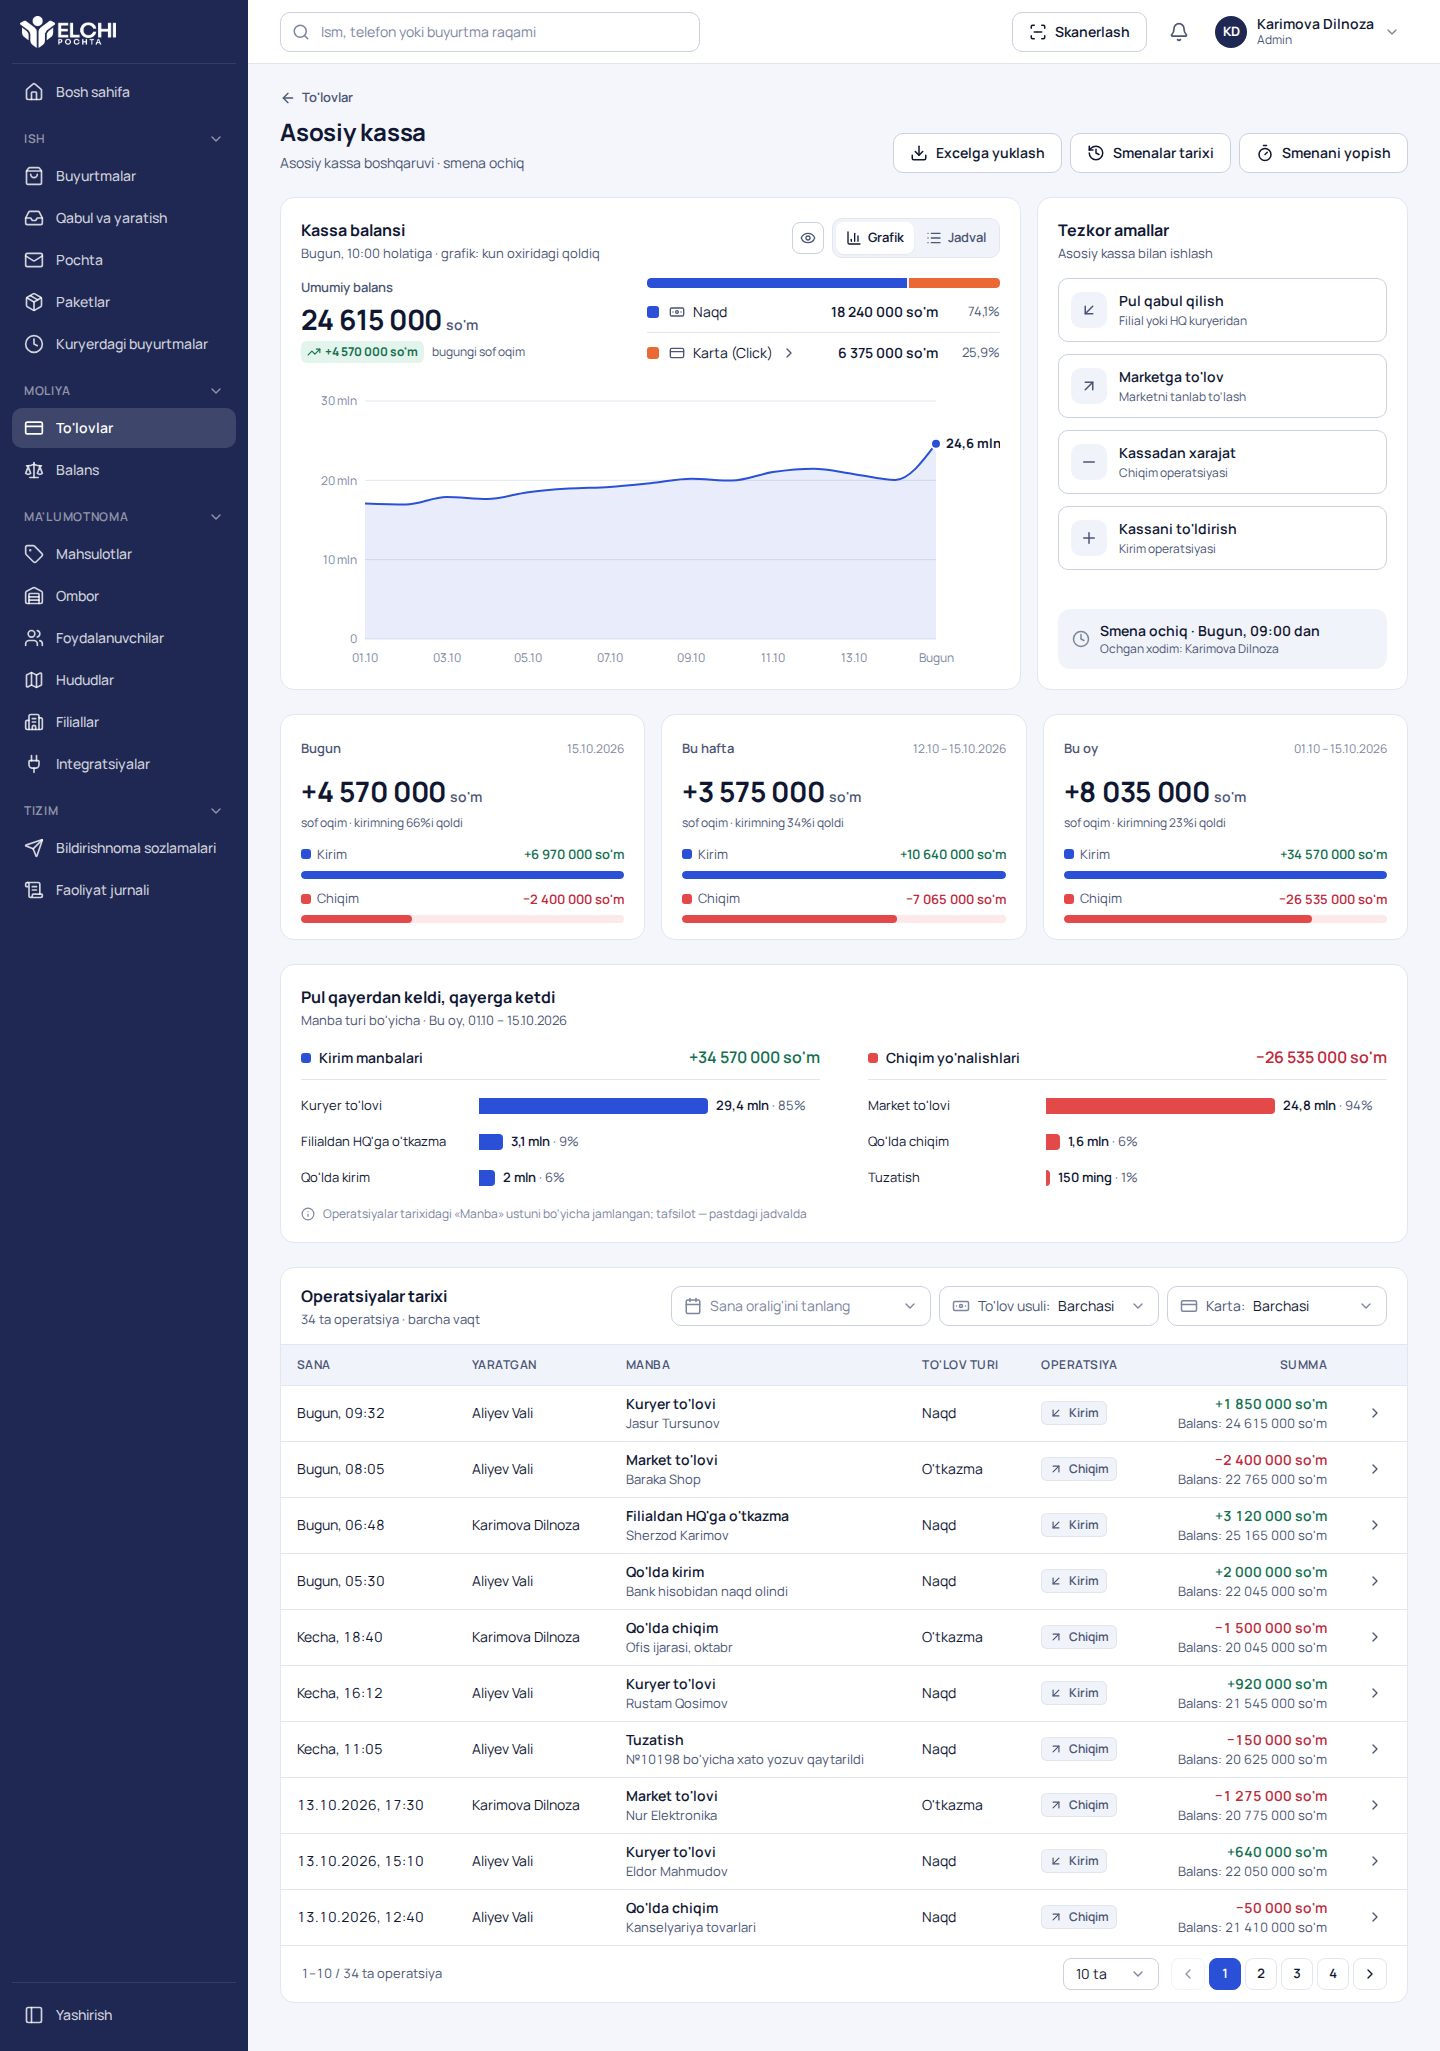 ELCHI
POCHTA
Bosh sahifa
ISH
Buyurtmalar
Qabul va yaratish
Pochta
Paketlar
Kuryerdagi buyurtmalar
MOLIYA
To'lovlar
Balans
MA'LUMOTNOMA
Mahsulotlar
Ombor
Foydalanuvchilar
Hududlar
Filiallar
Integratsiyalar
TIZIM
Bildirishnoma sozlamalari
Faoliyat jurnali
Yashirish
Ism, telefon yoki buyurtma raqami
Skanerlash
KD
Karimova Dilnoza
Admin
To'lovlar
Asosiy kassa
Asosiy kassa boshqaruvi · smena ochiq
Excelga yuklash
Smenalar tarixi
Smenani yopish
Kassa balansi
Bugun, 10:00 holatiga · grafik: kun oxiridagi qoldiq
Grafik
Jadval
Umumiy balans
24 615 000 so'm
+4 570 000 so'm bugungi sof oqim
Naqd 18 240 000 so'm 74,1%
Karta (Click) 6 375 000 so'm 25,9%
30 mln
24,6 mln
20 mln
10 mln
0
01.10 03.10 05.10 07.10 09.10 11.10 13.10 Bugun
Tezkor amallar
Asosiy kassa bilan ishlash
Pul qabul qilish
Filial yoki HQ kuryeridan
Marketga to'lov
Marketni tanlab to'lash
Kassadan xarajat
Chiqim operatsiyasi
Kassani to'ldirish
Kirim operatsiyasi
Smena ochiq · Bugun, 09:00 dan
Ochgan xodim: Karimova Dilnoza
Bugun 15.10.2026
+4 570 000 so'm
sof oqim · kirimning 66%i qoldi
Kirim +6 970 000 so'm
Chiqim −2 400 000 so'm
Bu hafta 12.10 – 15.10.2026
+3 575 000 so'm
sof oqim · kirimning 34%i qoldi
Kirim +10 640 000 so'm
Chiqim −7 065 000 so'm
Bu oy 01.10 – 15.10.2026
+8 035 000 so'm
sof oqim · kirimning 23%i qoldi
Kirim +34 570 000 so'm
Chiqim −26 535 000 so'm
Pul qayerdan keldi, qayerga ketdi
Manba turi bo'yicha · Bu oy, 01.10 – 15.10.2026
Kirim manbalari +34 570 000 so'm
Kuryer to'lovi 29,4 mln · 85%
Filialdan HQ'ga o'tkazma 3,1 mln · 9%
Qo'lda kirim 2 mln · 6%
Chiqim yo'nalishlari −26 535 000 so'm
Market to'lovi 24,8 mln · 94%
Qo'lda chiqim 1,6 mln · 6%
Tuzatish 150 ming · 1%
Operatsiyalar tarixidagi «Manba» ustuni bo'yicha jamlangan; tafsilot — pastdagi jadvalda
Operatsiyalar tarixi
34 ta operatsiya · barcha vaqt
Sana oralig'ini tanlang
To'lov usuli: Barchasi
Karta: Barchasi
SANA YARATGAN MANBA TO'LOV TURI OPERATSIYA SUMMA
Bugun, 09:32 Aliyev Vali Kuryer to'lovi Naqd Kirim +1 850 000 so'm
Jasur Tursunov Balans: 24 615 000 so'm
Bugun, 08:05 Aliyev Vali Market to'lovi O'tkazma Chiqim −2 400 000 so'm
Baraka Shop Balans: 22 765 000 so'm
Bugun, 06:48 Karimova Dilnoza Filialdan HQ'ga o'tkazma Naqd Kirim +3 120 000 so'm
Sherzod Karimov Balans: 25 165 000 so'm
Bugun, 05:30 Aliyev Vali Qo'lda kirim Naqd Kirim +2 000 000 so'm
Bank hisobidan naqd olindi Balans: 22 045 000 so'm
Kecha, 18:40 Karimova Dilnoza Qo'lda chiqim O'tkazma Chiqim −1 500 000 so'm
Ofis ijarasi, oktabr Balans: 20 045 000 so'm
Kecha, 16:12 Aliyev Vali Kuryer to'lovi Naqd Kirim +920 000 so'm
Rustam Qosimov Balans: 21 545 000 so'm
Kecha, 11:05 Aliyev Vali Tuzatish Naqd Chiqim −150 000 so'm
№10198 bo'yicha xato yozuv qaytarildi Balans: 20 625 000 so'm
13.10.2026, 17:30 Karimova Dilnoza Market to'lovi O'tkazma Chiqim −1 275 000 so'm
Nur Elektronika Balans: 20 775 000 so'm
13.10.2026, 15:10 Aliyev Vali Kuryer to'lovi Naqd Kirim +640 000 so'm
Eldor Mahmudov Balans: 22 050 000 so'm
13.10.2026, 12:40 Aliyev Vali Qo'lda chiqim Naqd Chiqim −50 000 so'm
Kanselyariya tovarlari Balans: 21 410 000 so'm
1–10 / 34 ta operatsiya
10 ta
1 2 3 4